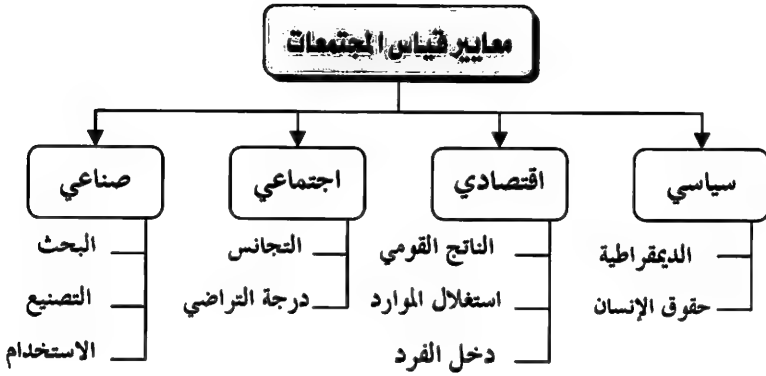 معايير قياس المجتمعات
سياسي
اقتصادي
اجتماعي
صناعي
الديمقراطية
حقوق الإنسان
الناتج القومي
استغلال الموارد
دخل الفرد
التجانس
درجة التراضي
البحث
التصنيع
الاستخدام